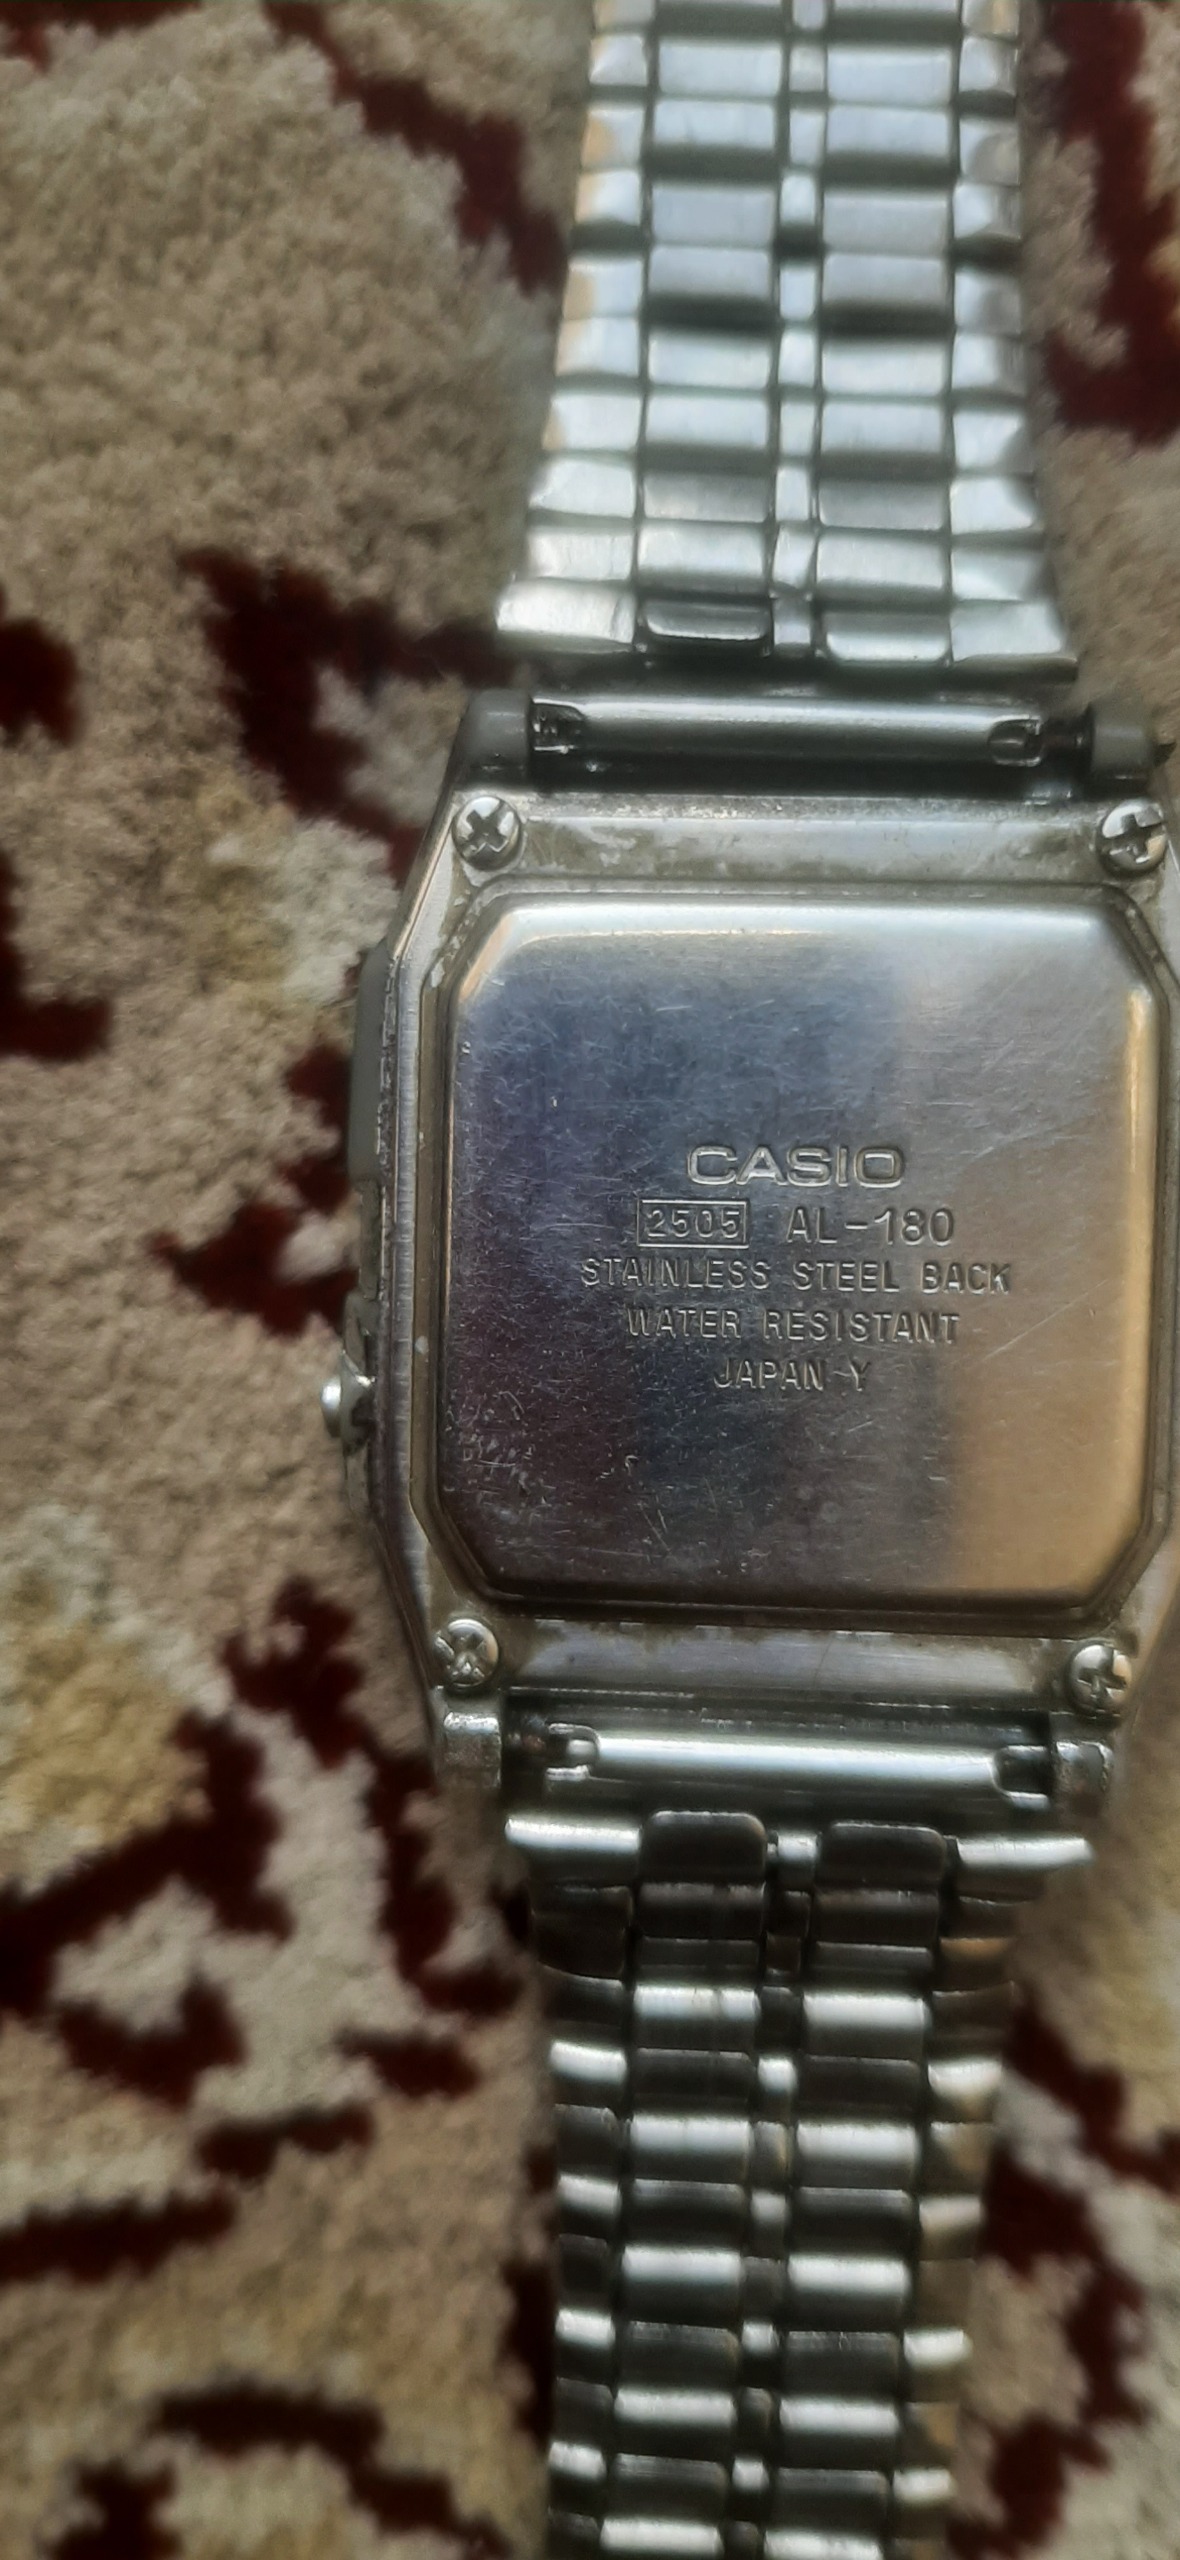 CASIO
2505 AL-180
STAINLESS STEEL BACK
WATER RESISTANT
JAPAN Y